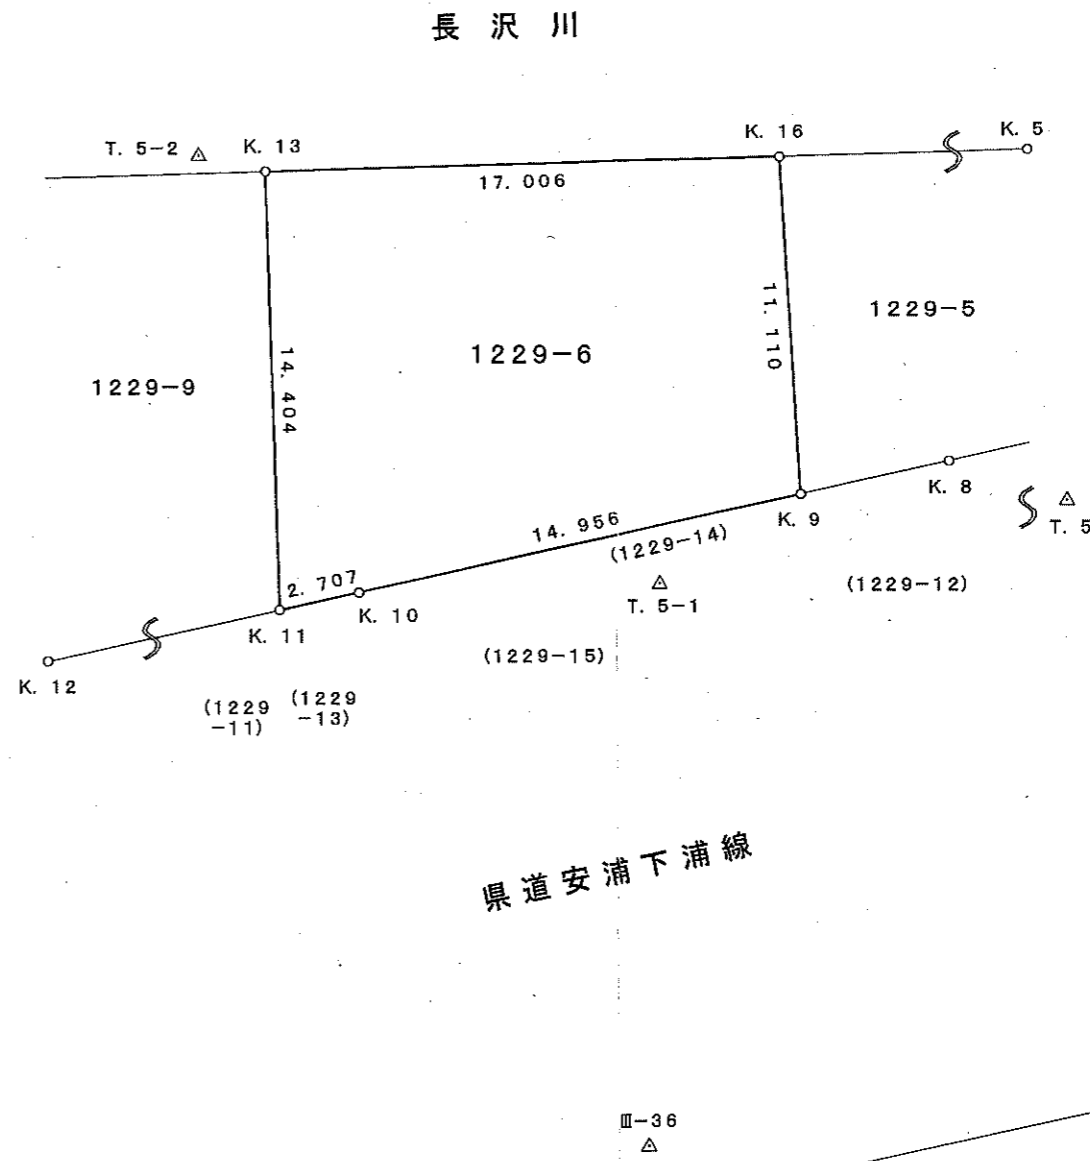 長沢川
T. 5-2
K. 13
K. 16
K. 5
17. 006
11. 110
1229-5
1229-6
14. 404
1229-9
K. 8
K. 9
T. 5
14. 956
(1229-14)
2. 707
T. 5-1
(1229-12)
K. 10
K. 11
(1229-15)
K. 12
(1229
-11)
(1229
-13)
県道安浦下浦線
Ⅲ-36